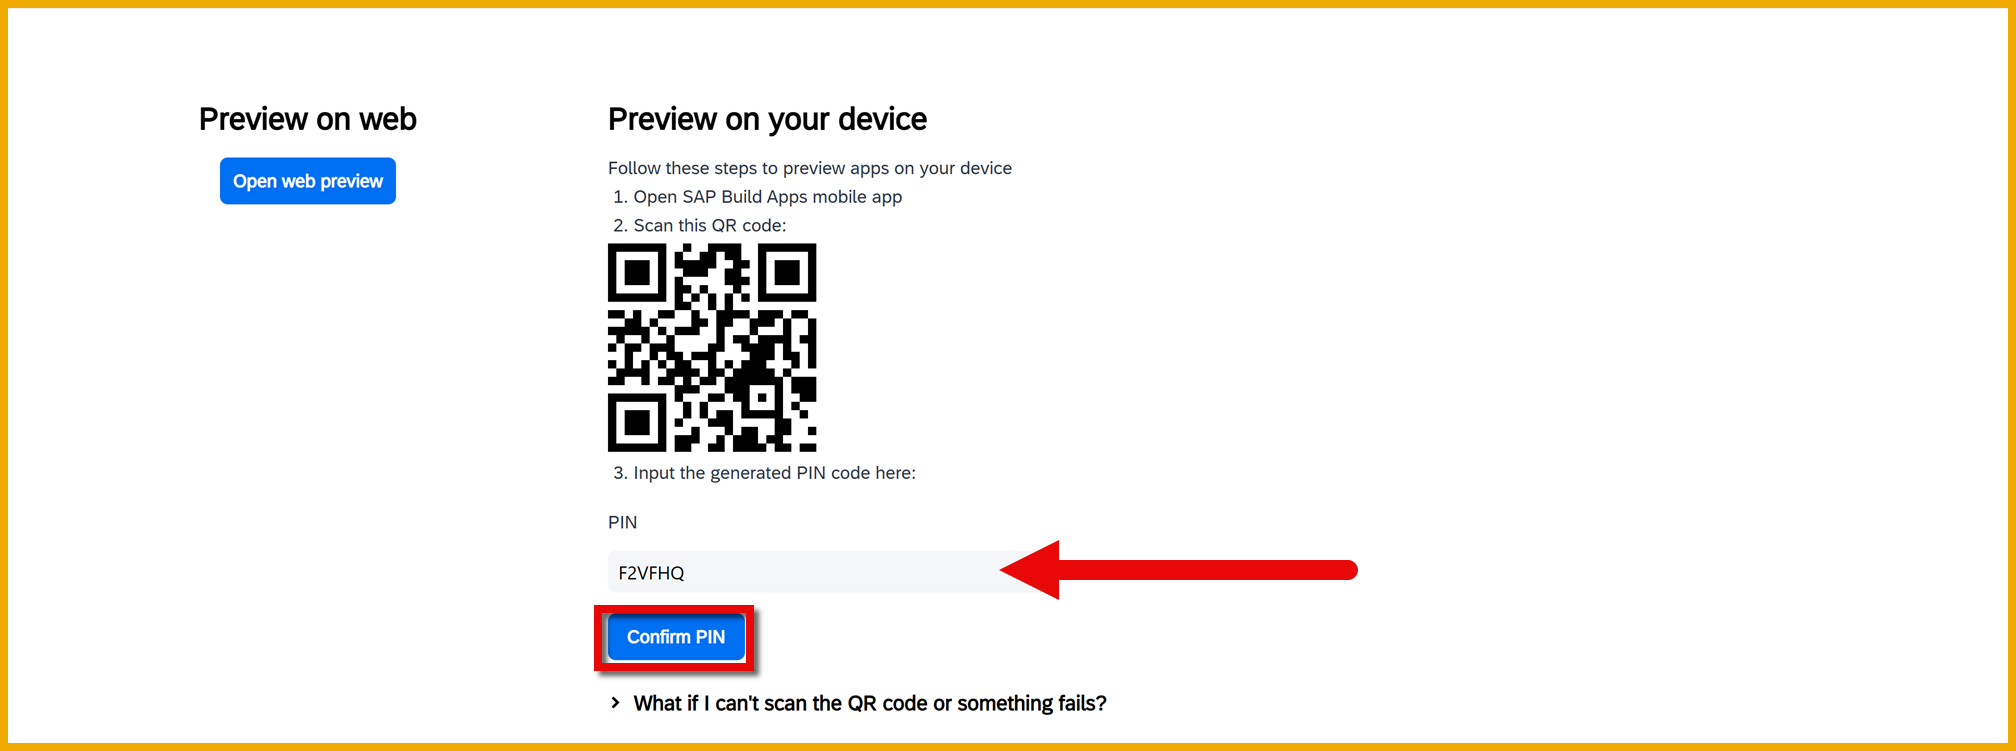 Preview on web
Open web preview
Preview on your device
Follow these steps to preview apps on your device
1. Open SAP Build Apps mobile app
2. Scan this QR code:
3. Input the generated PIN code here:
PIN
F2VFHQ
Confirm PIN
What if I can't scan the QR code or something fails?